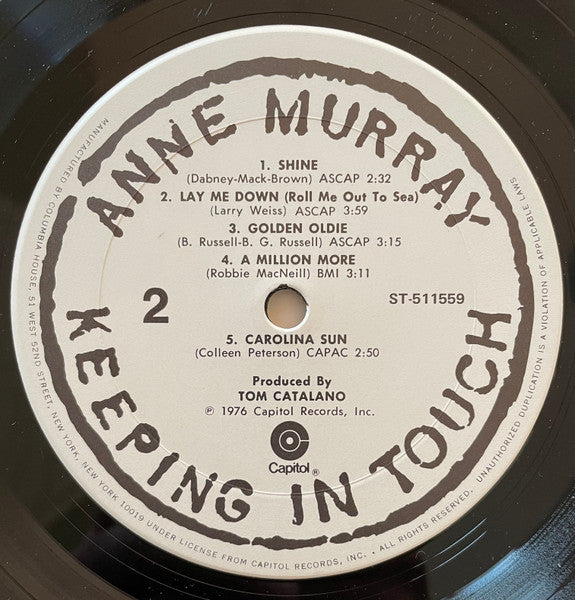 ANNE MURRAY
1. SHINE
(Dabney-Mack-Brown) ASCAP 2:32
2. LAY ME DOWN (Roll Me Out To Sea)
(Larry Weiss) ASCAP 3:59
3. GOLDEN OLDIE
(B. Russell-B. G. Russell) ASCAP 3:15
4. A MILLION MORE
(Robbie MacNeill) BMI 3:11
2
ST-511559
5. CAROLINA SUN
(Colleen Peterson) CAPAC 2:50
Produced By
TOM CATALANO
℗ 1976 Capitol Records, Inc.
Capitol®
KEEPING IN TOUCH
MANUFACTURED BY COLUMBIA HOUSE, 51 WEST 52ND STREET, NEW YORK, NEW YORK 10019 UNDER LICENSE FROM CAPITOL RECORDS, INC. • ALL RIGHTS RESERVED. UNAUTHORIZED DUPLICATION IS A VIOLATION OF APPLICABLE LAWS